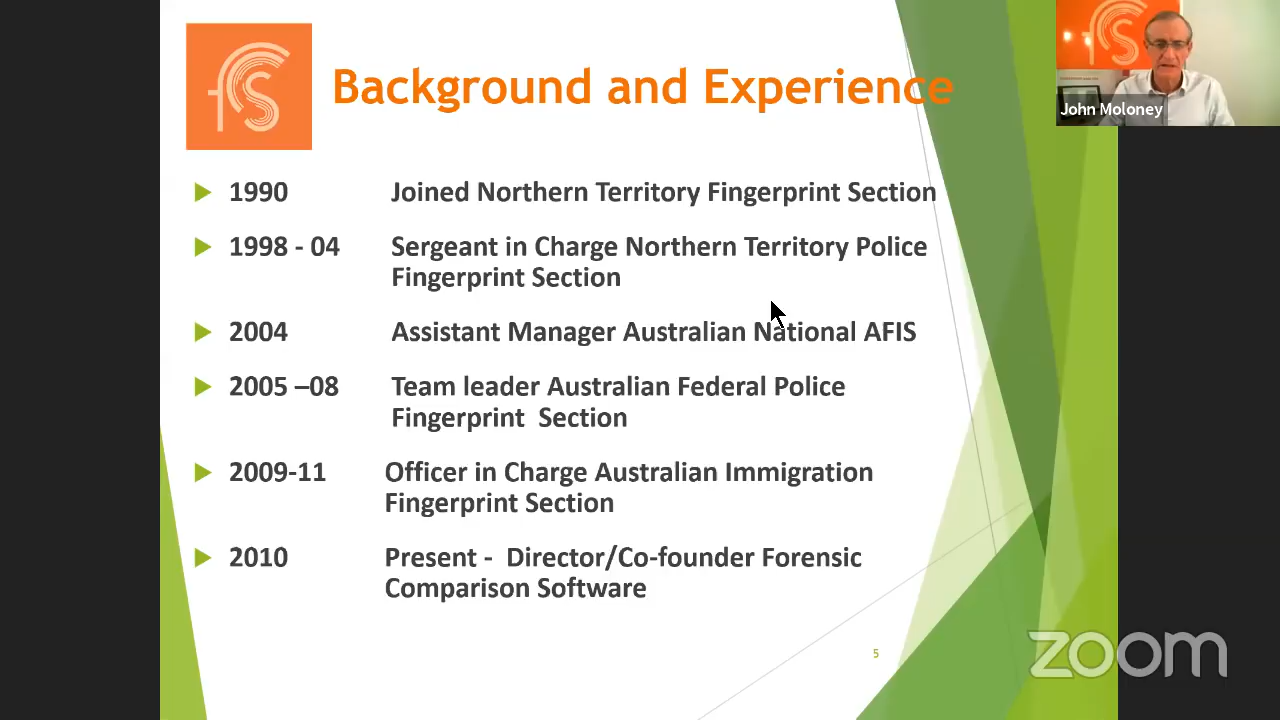 fCS
Background and Experience
John Moloney
1990 Joined Northern Territory Fingerprint Section
1998 - 04 Sergeant in Charge Northern Territory Police
Fingerprint Section
2004 Assistant Manager Australian National AFIS
2005 –08 Team leader Australian Federal Police
Fingerprint Section
2009-11 Officer in Charge Australian Immigration
Fingerprint Section
2010 Present - Director/Co-founder Forensic
Comparison Software
5
zoom